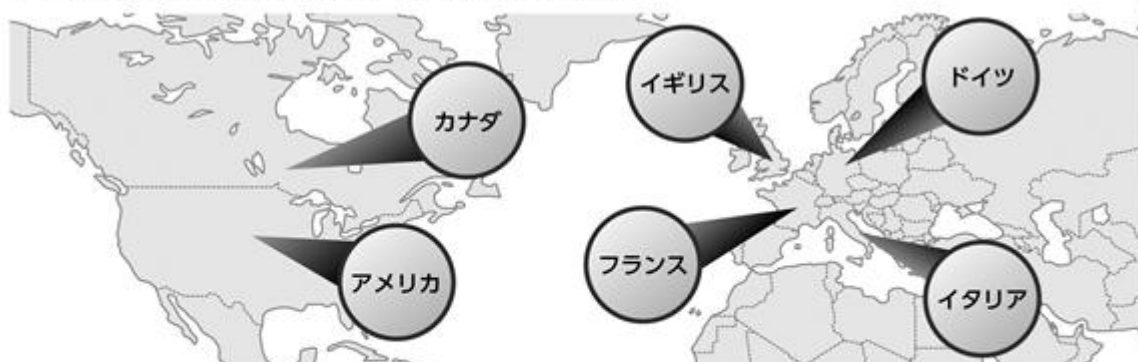 イギリス
ドイツ
カナダ
フランス
アメリカ
イタリア